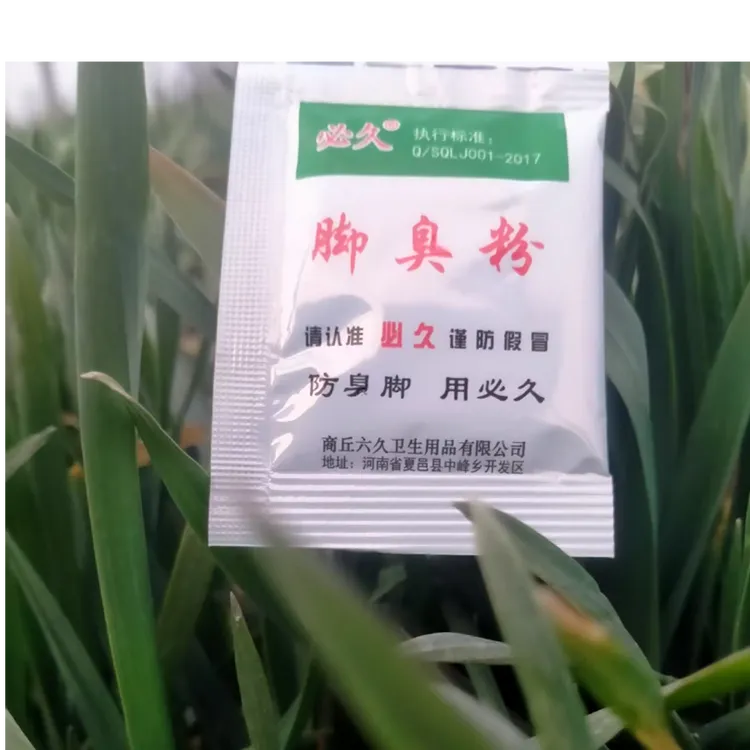 必久®
执行标准：
Q/SQLJ001-2017
脚臭粉
请认准 必久 谨防假冒
防臭脚 用必久
商丘六久卫生用品有限公司
地址：河南省夏邑县中峰乡开发区